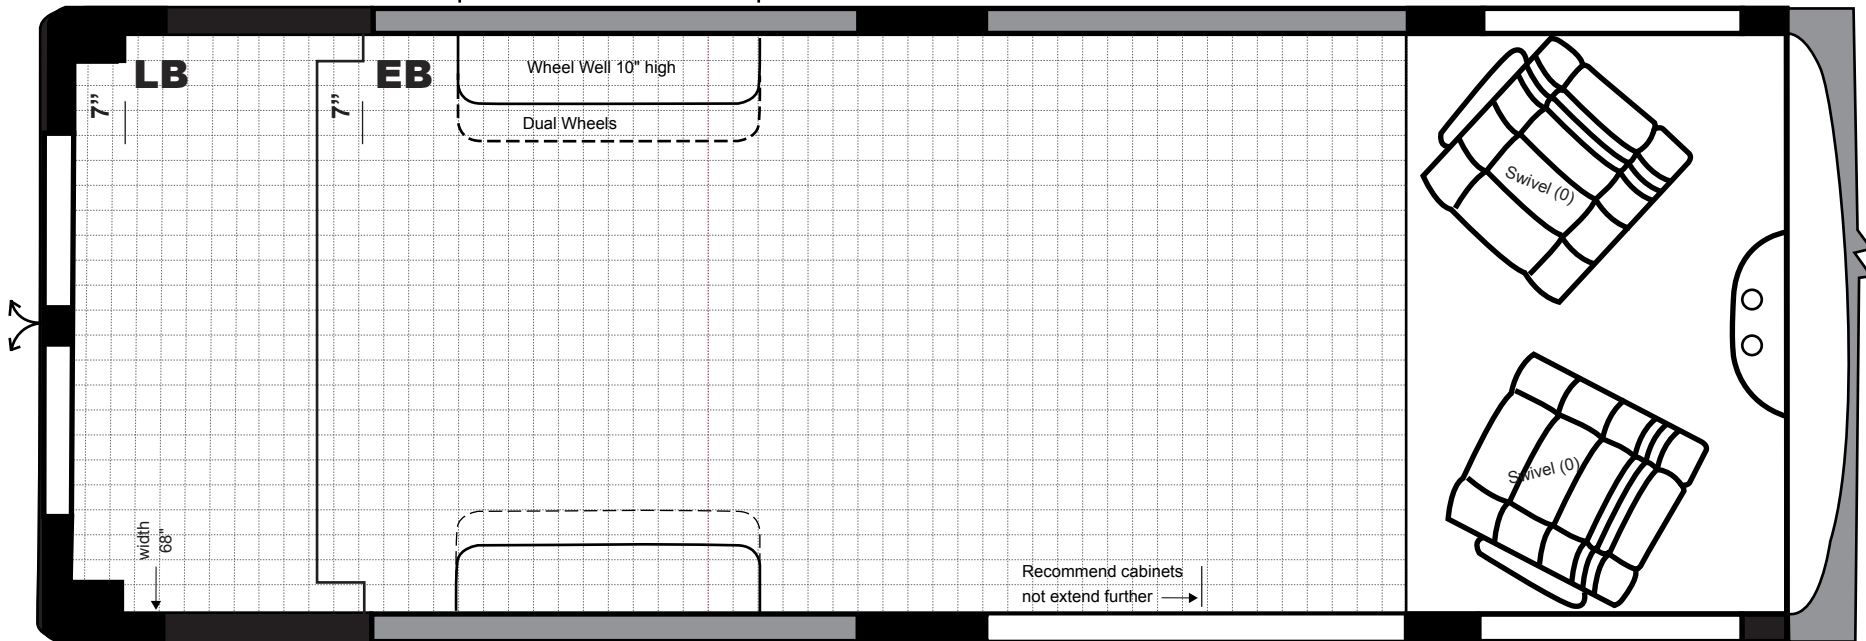 LB
EB
7”
7”
Wheel Well 10" high
Dual Wheels
Swivel (0)
Swivel (0)
width
68"
Recommend cabinets
not extend further